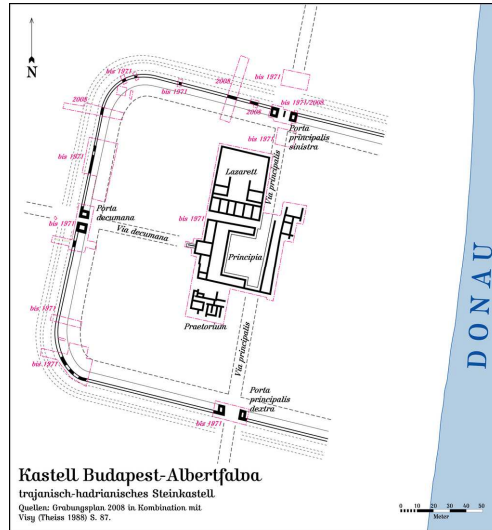 N
bis 1971
bis 1971
2008
bis 1971
2008
bis 1971
2008
bis 1971/2008
Porta
principalis
sinistra
bis 1971
bis 1971
Lazarett
Via principalis
Porta
decumana
bis 1971
bis 1971
Via decumana
Principia
DONAU
bis 1971
Praetorium
Via principalis
bis 1971
Porta
principalis
dextra
bis 1971
Kastell Budapest-Albertfalva
trajanisch-hadrianisches Steinkastell
Quellen: Grabungsplan 2008 in Kombination mit
Visy (Theiss 1988) S. 87.
0 10 20 30 40 50
Meter